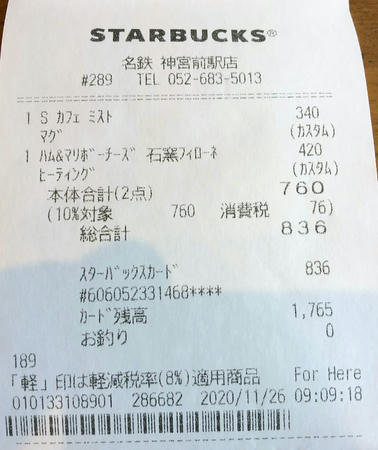 STARBUCKS®
名鉄 神宮前駅店
#289 TEL 052-683-5013
1 S カフェ ミスト 340
マグ (カスタム)
1 ハム&マリボーチーズ 石窯フィローネ 420
ヒーティング (カスタム)
本体合計(2点) 760
(10%対象 760 消費税 76)
総合計 836
スターバックスカード 836
#606052331468****
カード残高 1,765
お釣り 0
189
「軽」印は軽減税率(8%)適用商品 For Here
010133108901 286682 2020/11/26 09:09:18